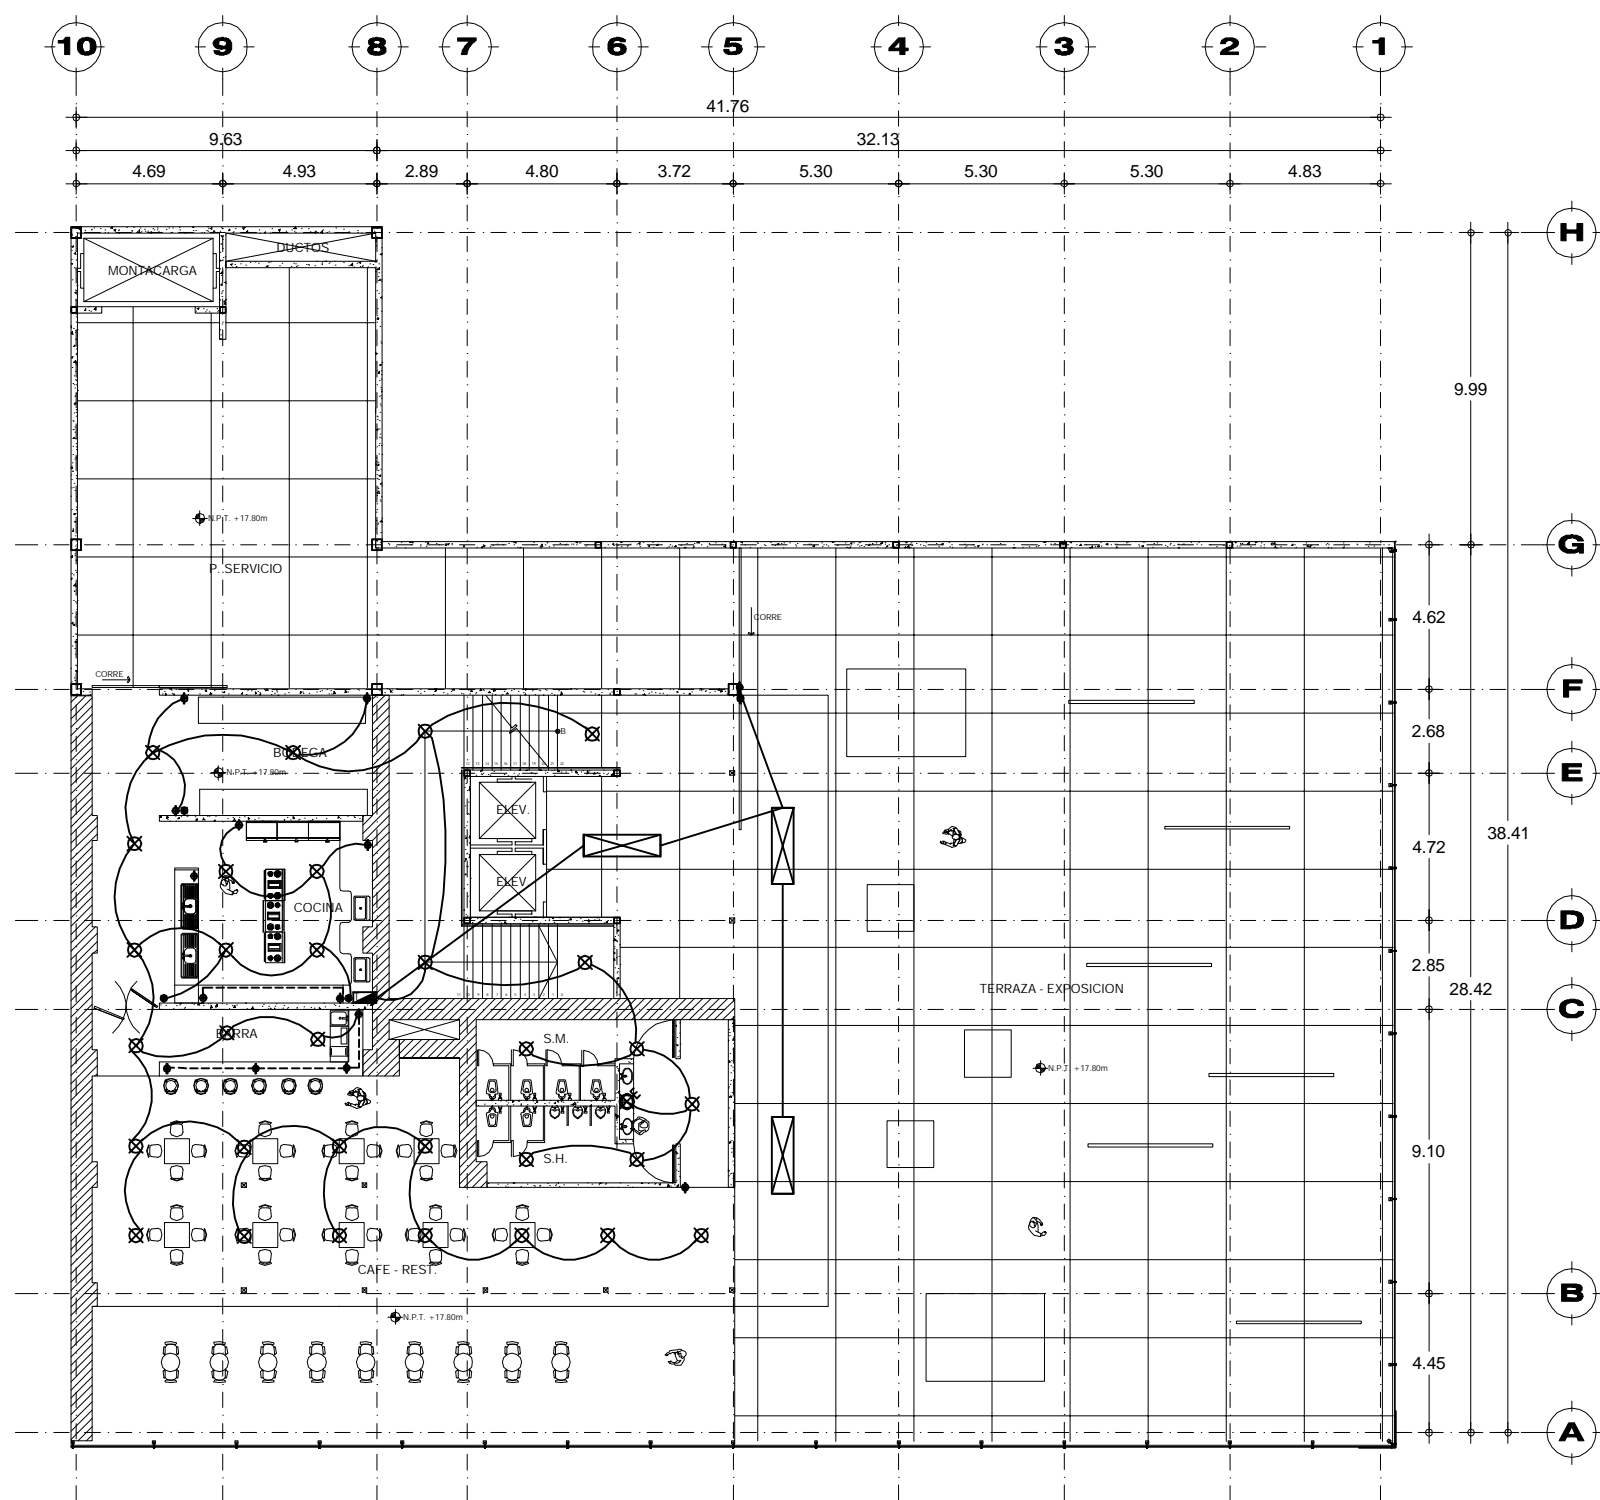 10 9 8 7 6 5 4 3 2 1
41.76
9.63 32.13
4.69 4.93 2.89 4.80 3.72 5.30 5.30 5.30 4.83
H
DUCTOS
MONTACARGA
9.99
N.P.T. +17.80m
G
P. SERVICIO
CORRE
4.62
CORRE
F
B
2.68
BODEGA
N.P.T. +17.80m
E
ELEV.
38.41
4.72
ELEV.
COCINA
D
2.85
TERRAZA - EXPOSICION
28.42
C
BARRA
S.M.
N.P.T. +17.80m
9.10
S.H.
CAFE - REST.
B
N.P.T. +17.80m
4.45
A